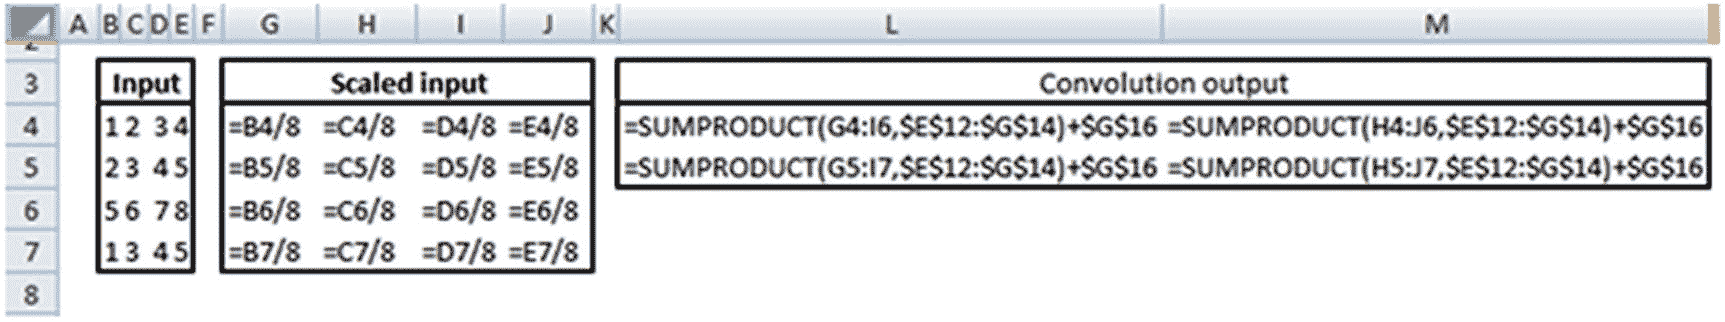 A B C D E F G H I J K L M
2
3 Input Scaled input Convolution output
4 1 2 3 4 =B4/8 =C4/8 =D4/8 =E4/8 =SUMPRODUCT(G4:I6,$E$12:$G$14)+$G$16 =SUMPRODUCT(H4:J6,$E$12:$G$14)+$G$16
5 2 3 4 5 =B5/8 =C5/8 =D5/8 =E5/8 =SUMPRODUCT(G5:I7,$E$12:$G$14)+$G$16 =SUMPRODUCT(H5:J7,$E$12:$G$14)+$G$16
6 5 6 7 8 =B6/8 =C6/8 =D6/8 =E6/8
7 1 3 4 5 =B7/8 =C7/8 =D7/8 =E7/8
8